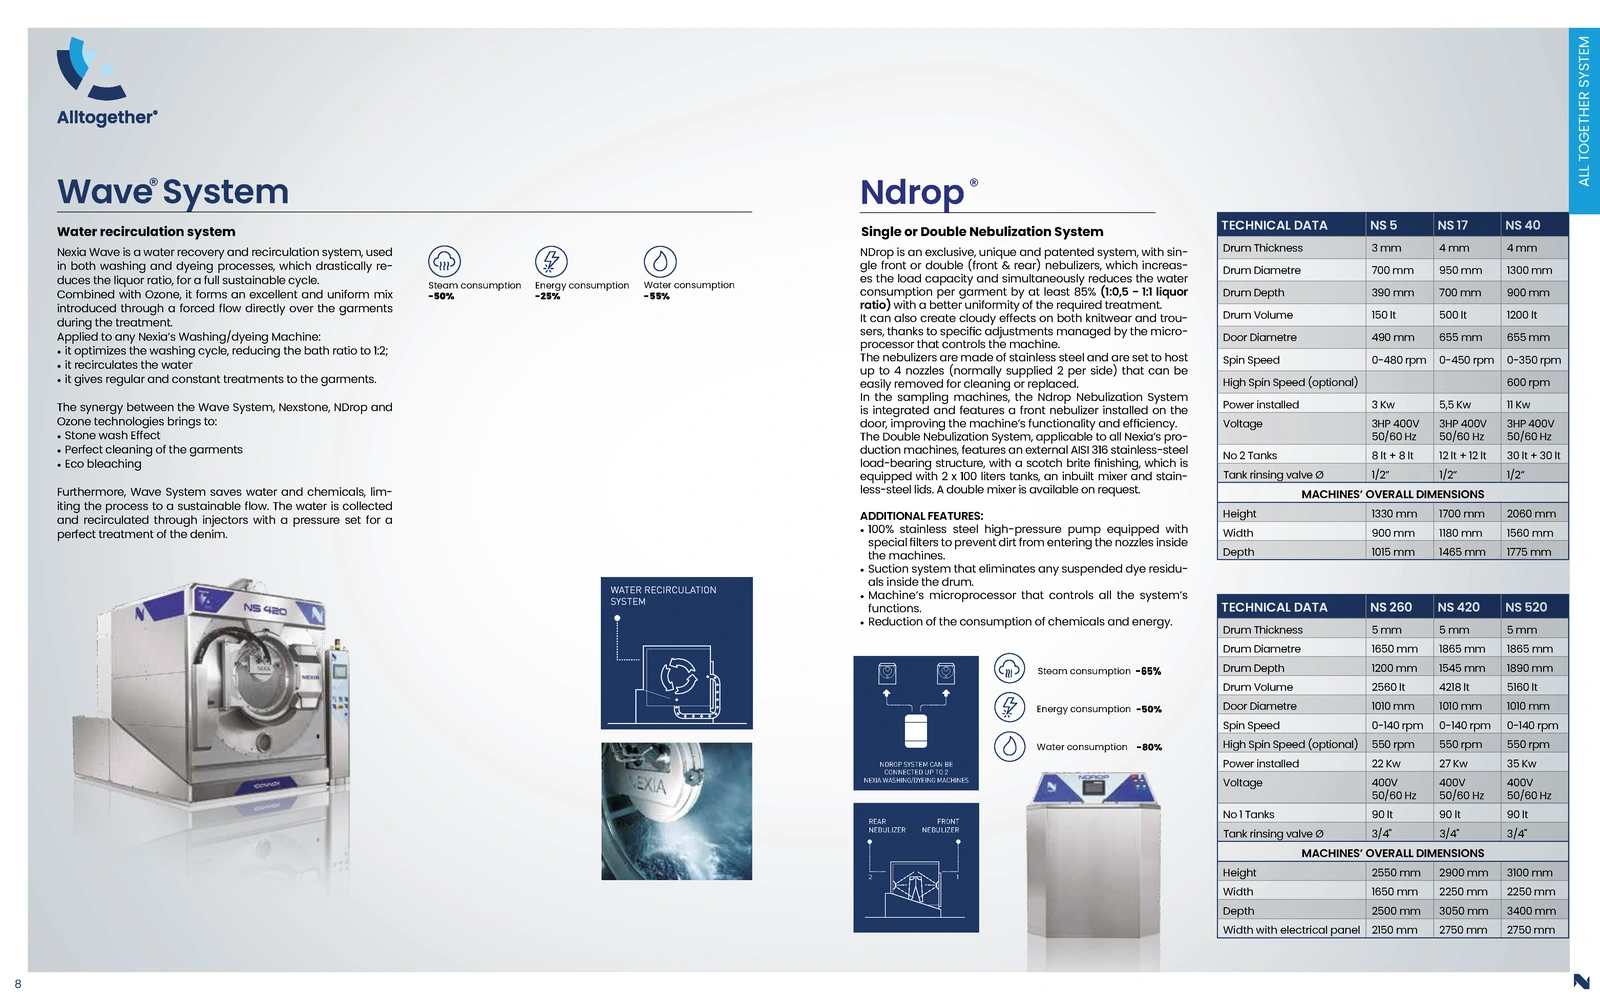 Alltogether®
ALL TOGETHER SYSTEM
Wave® System
Water recirculation system
Nexia Wave is a water recovery and recirculation system, used
in both washing and dyeing processes, which drastically re-
duces the liquor ratio, for a full sustainable cycle.
Combined with Ozone, it forms an excellent and uniform mix
introduced through a forced flow directly over the garments
during the treatment.
Applied to any Nexia's Washing/dyeing Machine:
• it optimizes the washing cycle, reducing the bath ratio to 1:2;
• it recirculates the water
• it gives regular and constant treatments to the garments.
The synergy between the Wave System, Nexstone, NDrop and
Ozone technologies brings to:
• Stone wash Effect
• Perfect cleaning of the garments
• Eco bleaching
Furthermore, Wave System saves water and chemicals, lim-
iting the process to a sustainable flow. The water is collected
and recirculated through injectors with a pressure set for a
perfect treatment of the denim.
Steam consumption
-50%
Energy consumption
-25%
Water consumption
-55%
NS 420
NEXIA
NEXIA
WATER RECIRCULATION
SYSTEM
NEXIA
Ndrop ®
Single or Double Nebulization System
NDrop is an exclusive, unique and patented system, with sin-
gle front or double (front & rear) nebulizers, which increas-
es the load capacity and simultaneously reduces the water
consumption per garment by at least 85% (1:0,5 - 1:1 liquor
ratio) with a better uniformity of the required treatment.
It can also create cloudy effects on both knitwear and trou-
sers, thanks to specific adjustments managed by the micro-
processor that controls the machine.
The nebulizers are made of stainless steel and are set to host
up to 4 nozzles (normally supplied 2 per side) that can be
easily removed for cleaning or replaced.
In the sampling machines, the Ndrop Nebulization System
is integrated and features a front nebulizer installed on the
door, improving the machine's functionality and efficiency.
The Double Nebulization System, applicable to all Nexia's pro-
duction machines, features an external AISI 316 stainless-steel
load-bearing structure, with a scotch brite finishing, which is
equipped with 2 x 100 liters tanks, an inbuilt mixer and stain-
less-steel lids. A double mixer is available on request.
ADDITIONAL FEATURES:
• 100% stainless steel high-pressure pump equipped with
special filters to prevent dirt from entering the nozzles inside
the machines.
• Suction system that eliminates any suspended dye residu-
als inside the drum.
• Machine's microprocessor that controls all the system's
functions.
• Reduction of the consumption of chemicals and energy.
NDROP SYSTEM CAN BE
CONNECTED UP TO 2
NEXIA WASHING/DYEING MACHINES
Steam consumption -65%
Energy consumption -50%
Water consumption -80%
REAR NEBULIZER
FRONT NEBULIZER
2 1
NDROP
TECHNICAL DATA NS 5 NS 17 NS 40
Drum Thickness 3 mm 4 mm 4 mm
Drum Diametre 700 mm 950 mm 1300 mm
Drum Depth 390 mm 700 mm 900 mm
Drum Volume 150 lt 500 lt 1200 lt
Door Diametre 490 mm 655 mm 655 mm
Spin Speed 0-480 rpm 0-450 rpm 0-350 rpm
High Spin Speed (optional) 600 rpm
Power installed 3 Kw 5,5 Kw 11 Kw
Voltage 3HP 400V 3HP 400V 3HP 400V
50/60 Hz 50/60 Hz 50/60 Hz
No 2 Tanks 8 lt + 8 lt 12 lt + 12 lt 30 lt + 30 lt
Tank rinsing valve Ø 1/2" 1/2" 1/2"
MACHINES' OVERALL DIMENSIONS
Height 1330 mm 1700 mm 2060 mm
Width 900 mm 1180 mm 1560 mm
Depth 1015 mm 1465 mm 1775 mm
TECHNICAL DATA NS 260 NS 420 NS 520
Drum Thickness 5 mm 5 mm 5 mm
Drum Diametre 1650 mm 1865 mm 1865 mm
Drum Depth 1200 mm 1545 mm 1890 mm
Drum Volume 2560 lt 4218 lt 5160 lt
Door Diametre 1010 mm 1010 mm 1010 mm
Spin Speed 0-140 rpm 0-140 rpm 0-140 rpm
High Spin Speed (optional) 550 rpm 550 rpm 550 rpm
Power installed 22 Kw 27 Kw 35 Kw
Voltage 400V 400V 400V
50/60 Hz 50/60 Hz 50/60 Hz
No 1 Tanks 90 lt 90 lt 90 lt
Tank rinsing valve Ø 3/4" 3/4" 3/4"
MACHINES' OVERALL DIMENSIONS
Height 2550 mm 2900 mm 3100 mm
Width 1650 mm 2250 mm 2250 mm
Depth 2500 mm 3050 mm 3400 mm
Width with electrical panel 2150 mm 2750 mm 2750 mm
8